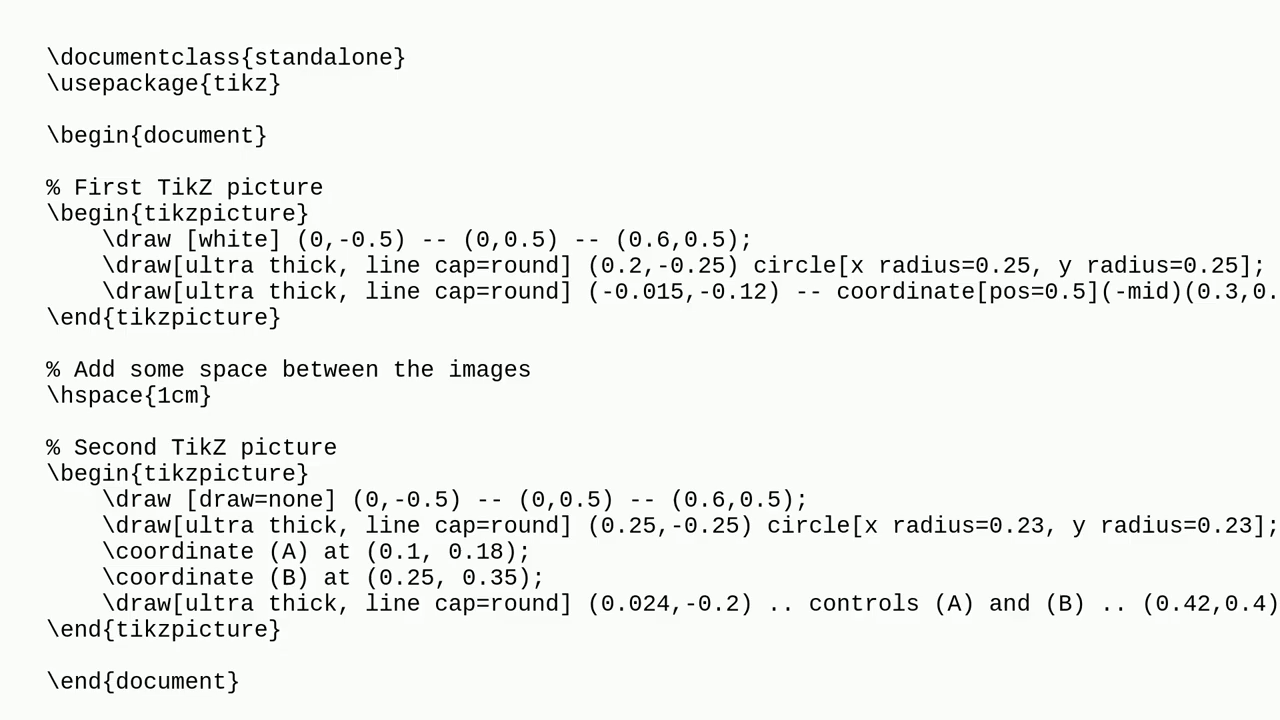 \documentclass{standalone}
\usepackage{tikz}
\begin{document}
% First TikZ picture
\begin{tikzpicture}
    \draw [white] (0,-0.5) -- (0,0.5) -- (0.6,0.5);
    \draw[ultra thick, line cap=round] (0.2,-0.25) circle[x radius=0.25, y radius=0.25];
    \draw[ultra thick, line cap=round] (-0.015,-0.12) -- coordinate[pos=0.5](-mid)(0.3,0.
\end{tikzpicture}
% Add some space between the images
\hspace{1cm}
% Second TikZ picture
\begin{tikzpicture}
    \draw [draw=none] (0,-0.5) -- (0,0.5) -- (0.6,0.5);
    \draw[ultra thick, line cap=round] (0.25,-0.25) circle[x radius=0.23, y radius=0.23];
    \coordinate (A) at (0.1, 0.18);
    \coordinate (B) at (0.25, 0.35);
    \draw[ultra thick, line cap=round] (0.024,-0.2) .. controls (A) and (B) .. (0.42,0.4)
\end{tikzpicture}
\end{document}